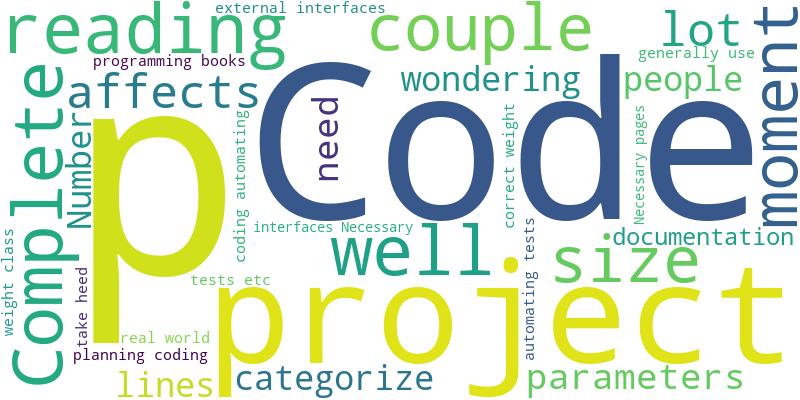 external interfaces
reading
couple
lot
moment
programming books
generally use
Complete
affects
wondering
people
p
Code
need
Number
coding automating
correct weight
Necessary pages
weight class
interfaces Necessary
well
documentation
size
take heed
tests etc
project
automating tests
real world
planning coding
lines
categorize
parameters